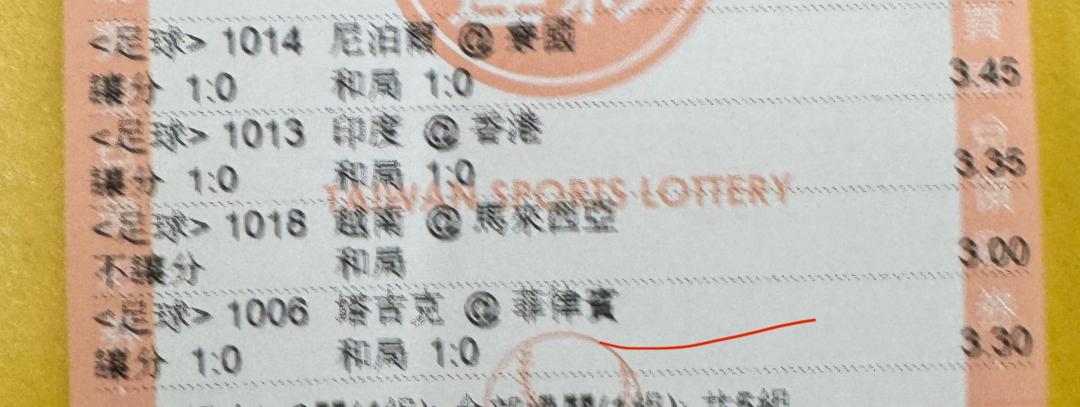 <足球> 1014 尼泊爾 @ 寮國
讓分 1:0 和局 1:0 3.45
<足球> 1013 印度 @ 香港
讓分 1:0 和局 1:0 3.35
TAIWAN SPORTS LOTTERY
<足球> 1018 越南 @ 馬來西亞
不讓分 和局 3.00
<足球> 1006 塔吉克 @ 菲律賓
讓分 1:0 和局 1:0 3.30